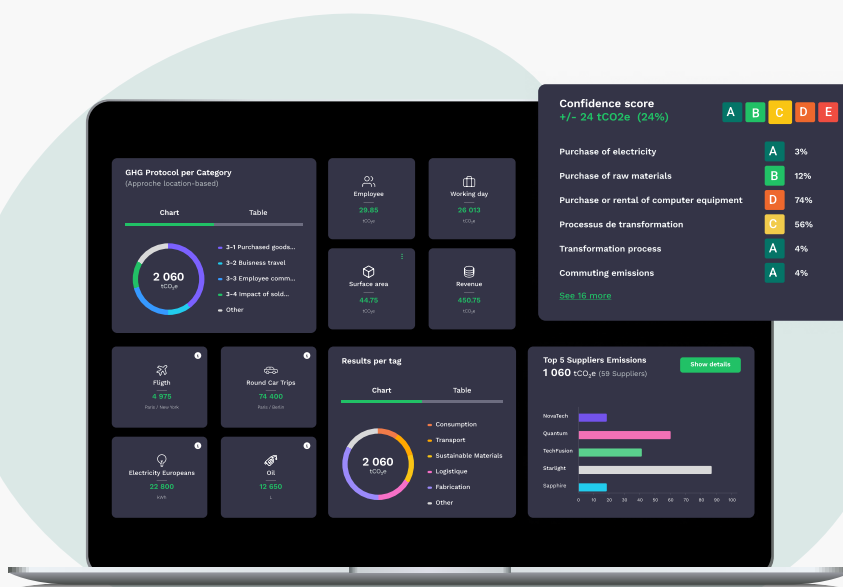 Confidence score
+/- 24 tCO2e (24%)
A B C D E
Purchase of electricity A 3%
Purchase of raw materials B 12%
Purchase or rental of computer equipment D 74%
Processus de transformation C 56%
Transformation process A 4%
Commuting emissions A 4%
See 16 more
GHG Protocol per Category
(Approche location-based)
Chart Table
2 060
tCO₂e
3-1 Purchased goods...
3-2 Buisness travel
3-3 Employee comm...
3-4 Impact of sold...
Other
Employee
29.85
tCO₂e
Working day
26 013
tCO₂e
Surface area
44.75
tCO₂e
Revenue
450.75
tCO₂e
Fligth
4 975
Paris / New York
Round Car Trips
74 400
Paris / Berlin
Electricity Europeans
22 800
kWh
Oil
12 650
L
Results per tag
Chart Table
2 060
tCO₂e
Consumption
Transport
Sustainable Materials
Logistique
Fabrication
Other
Top 5 Suppliers Emissions
1 060 tCO₂e (59 Suppliers)
Show details
NovaTech
Quantum
TechFusion
Starlight
Sapphire
0 10 20 30 40 50 60 70 80 90 100